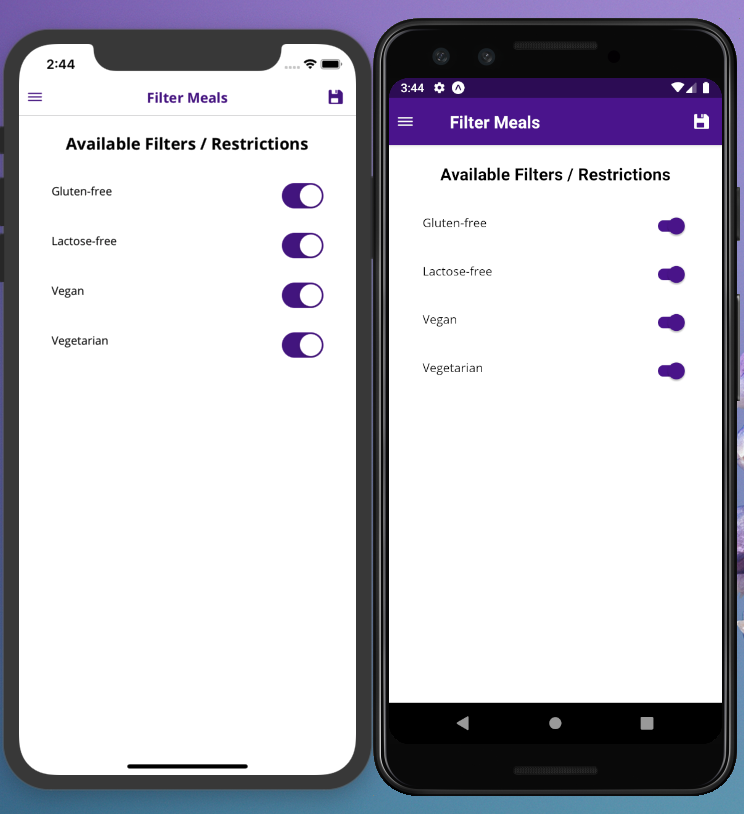 2:44
Filter Meals
Available Filters / Restrictions
Gluten-free
Lactose-free
Vegan
Vegetarian
3:44
Filter Meals
Available Filters / Restrictions
Gluten-free
Lactose-free
Vegan
Vegetarian